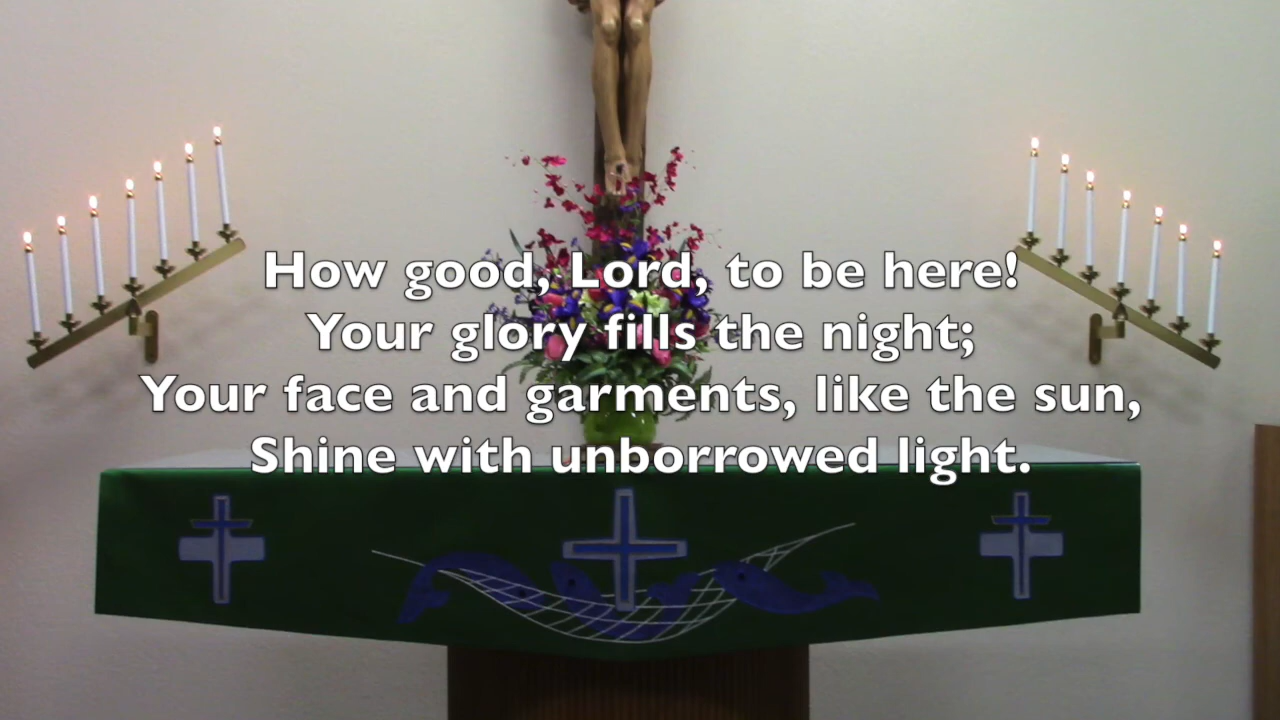 How good, Lord, to be here!
Your glory fills the night;
Your face and garments, like the sun,
Shine with unborrowed light.